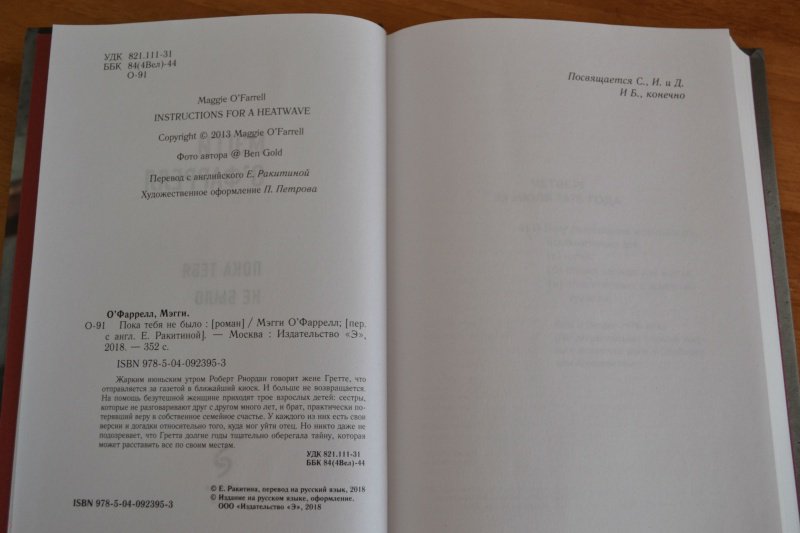 УДК 821.111-31
ББК 84(4Вел)-44
О-91
Maggie O'Farrell
INSTRUCTIONS FOR A HEATWAVE
Copyright © 2013 Maggie O'Farrell
Фото автора @ Ben Gold
Перевод с английского Е. Ракитиной
Художественное оформление П. Петрова
О'Фаррелл, Мэгги.
О-91 Пока тебя не было : [роман] / Мэгги О'Фаррелл; [пер.
с англ. Е. Ракитиной]. — Москва : Издательство «Э»,
2018. — 352 с.
ISBN 978-5-04-092395-3
Жарким июньским утром Роберт Риордан говорит жене Гретте, что
отправляется за газетой в ближайший киоск. И больше не возвращается.
На помощь безутешной женщине приходят трое взрослых детей: сестры,
которые не разговаривают друг с другом много лет, и брат, практически по-
терявший веру в собственное семейное счастье. У каждого из них есть свои
версии и догадки относительно того, куда мог уйти отец. Но никто даже не
подозревает, что Гретта долгие годы тщательно оберегала тайну, которая
может расставить все по своим местам.
УДК 821.111-31
ББК 84(4Вел)-44
© Е. Ракитина, перевод на русский язык, 2018
© Издание на русском языке, оформление.
ООО «Издательство «Э», 2018
ISBN 978-5-04-092395-3
Посвящается С., И. и Д.
И Б., конечно